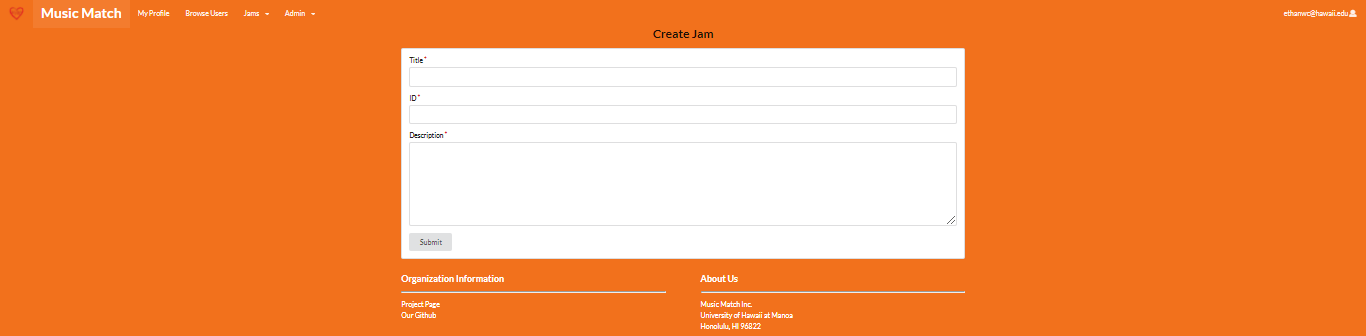 Music Match My Profile Browse Users Jams Admin ethanwc@hawaii.edu
Create Jam
Title *
ID *
Description *
Submit
Organization Information
Project Page
Our Github
About Us
Music Match Inc.
University of Hawaii at Manoa
Honolulu, HI 96822